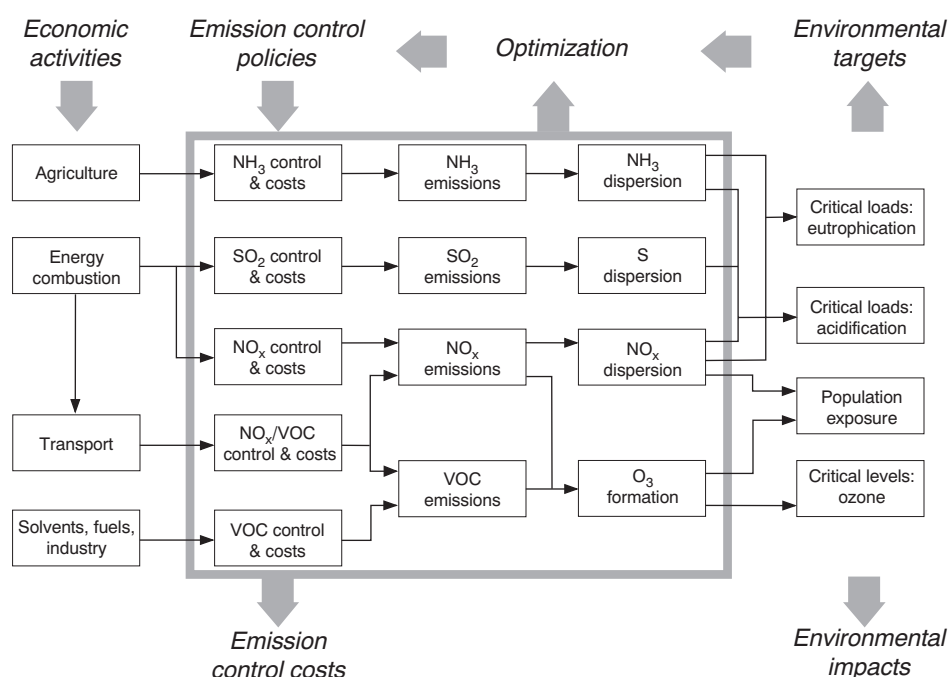 Economic
activities
Emission control
policies
Optimization
Environmental
targets
Agriculture
NH₃ control
& costs
NH₃
emissions
NH₃
dispersion
Critical loads:
eutrophication
Energy
combustion
SO₂ control
& costs
SO₂
emissions
S
dispersion
Critical loads:
acidification
NOₓ control
& costs
NOₓ
emissions
NOₓ
dispersion
Population
exposure
Transport
NOₓ/VOC
control & costs
VOC
emissions
O₃
formation
Critical levels:
ozone
Solvents, fuels,
industry
VOC control
& costs
Emission
control costs
Environmental
impacts